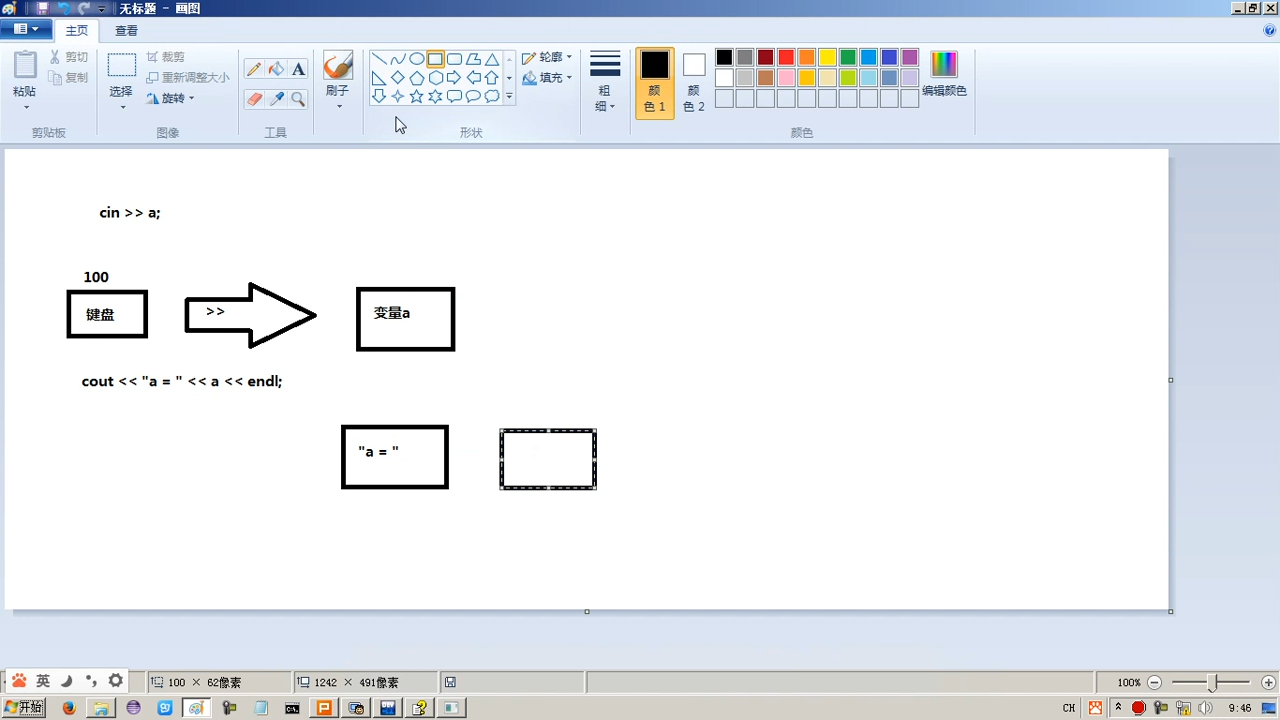 无标题 - 画图
主页 查看
粘贴
剪切
复制
剪贴板
选择
裁剪
重新调整大小
旋转
图像
A
工具
刷子
轮廓
填充
形状
粗
细
颜
色 1
颜
色 2
编辑颜色
颜色
cin >> a;
100
键盘
>>
变量a
cout << "a = " << a << endl;
"a = "
英
100 × 62像素
1242 × 491像素
100%
开始
CH
9:46